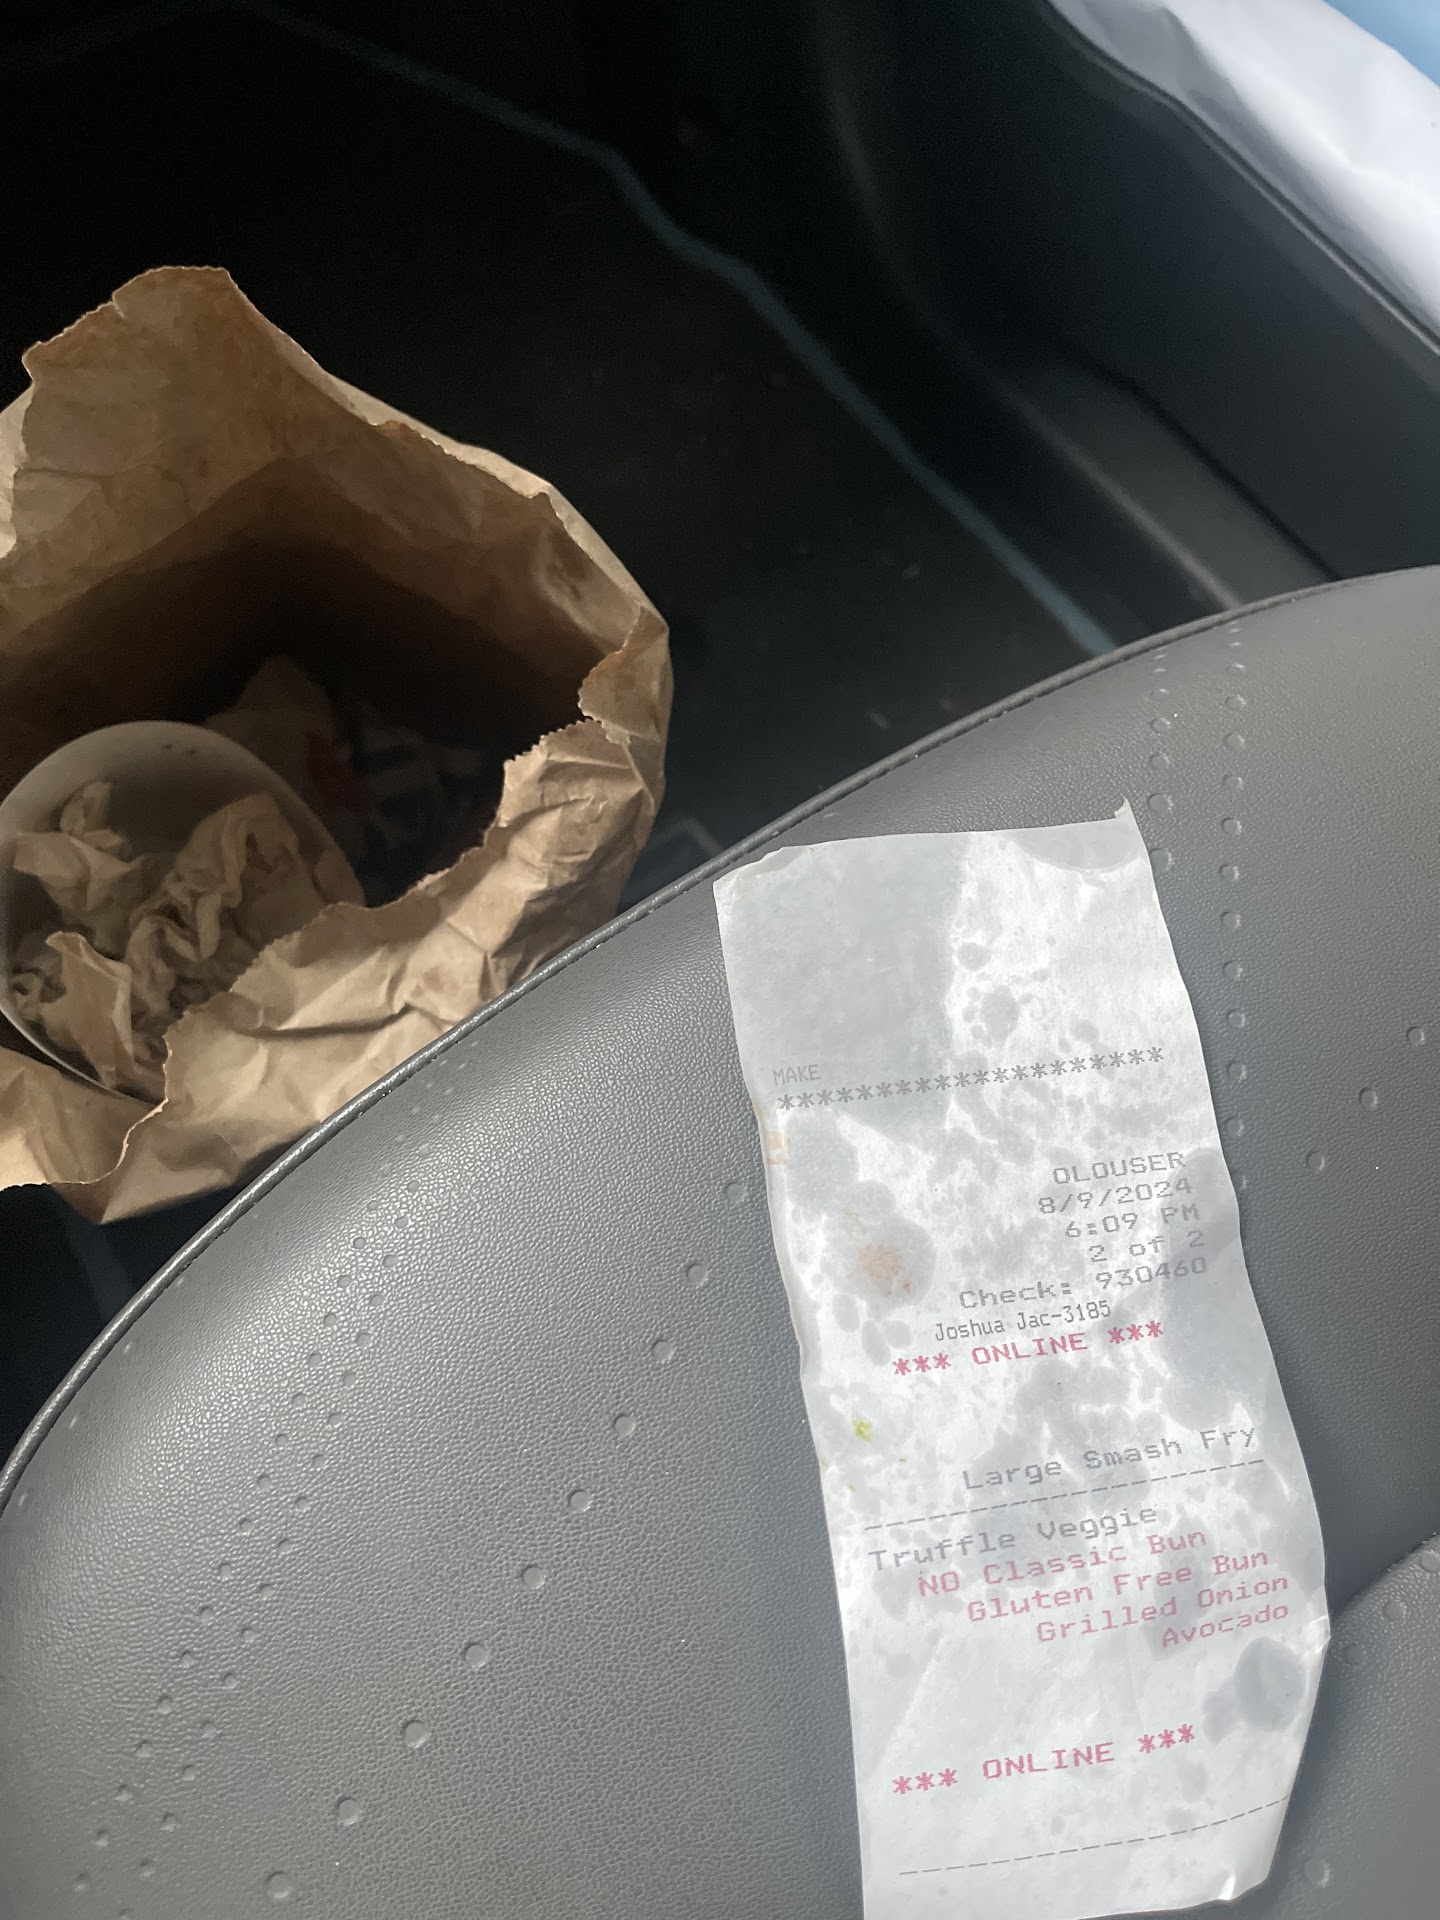 MAKE
********************
OLOUSER
8/9/2024
6:09 PM
2 of 2
Check: 930460
Joshua Jac-3185
*** ONLINE ***
Large Smash Fry
---------------------
Truffle Veggie
NO Classic Bun
Gluten Free Bun
Grilled Onion
Avocado
*** ONLINE ***
---------------------